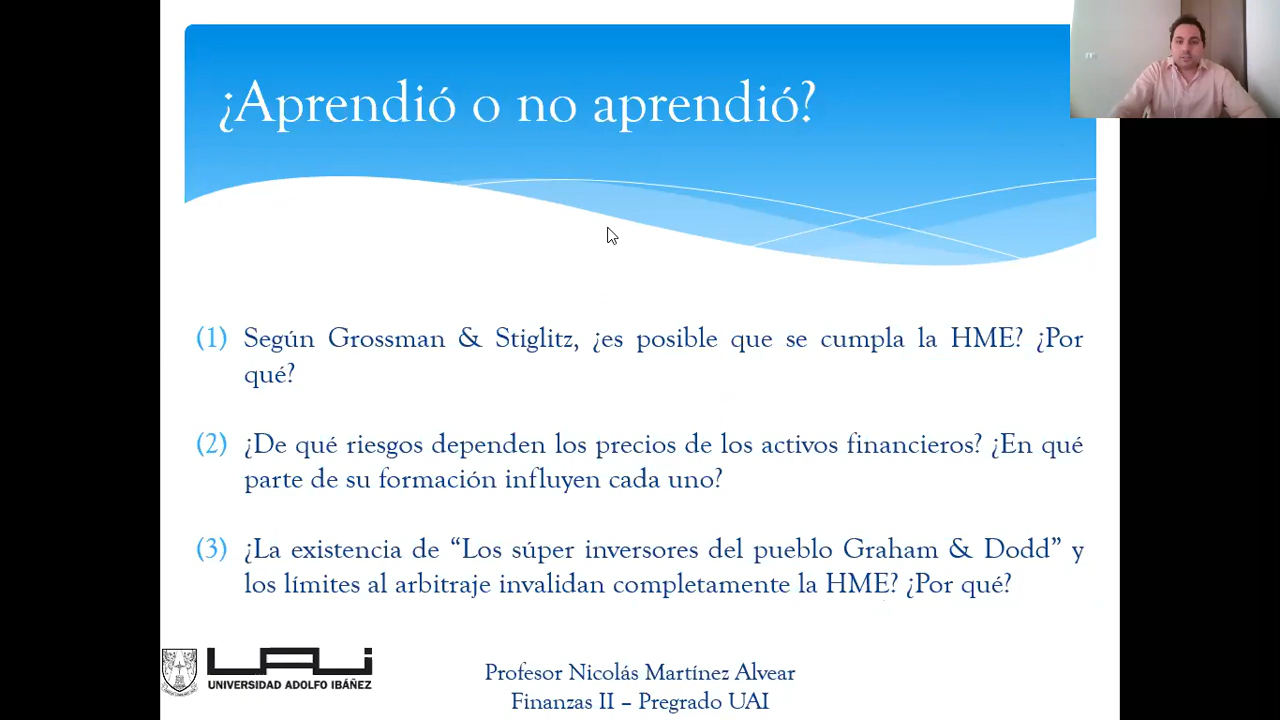 ¿Aprendió o no aprendió?
(1) Según Grossman & Stiglitz, ¿es posible que se cumpla la HME? ¿Por
qué?
(2) ¿De qué riesgos dependen los precios de los activos financieros? ¿En qué
parte de su formación influyen cada uno?
(3) ¿La existencia de “Los súper inversores del pueblo Graham & Dodd” y
los límites al arbitraje invalidan completamente la HME? ¿Por qué?
UAI
UNIVERSIDAD ADOLFO IBÁÑEZ
Profesor Nicolás Martínez Alvear
Finanzas II – Pregrado UAI